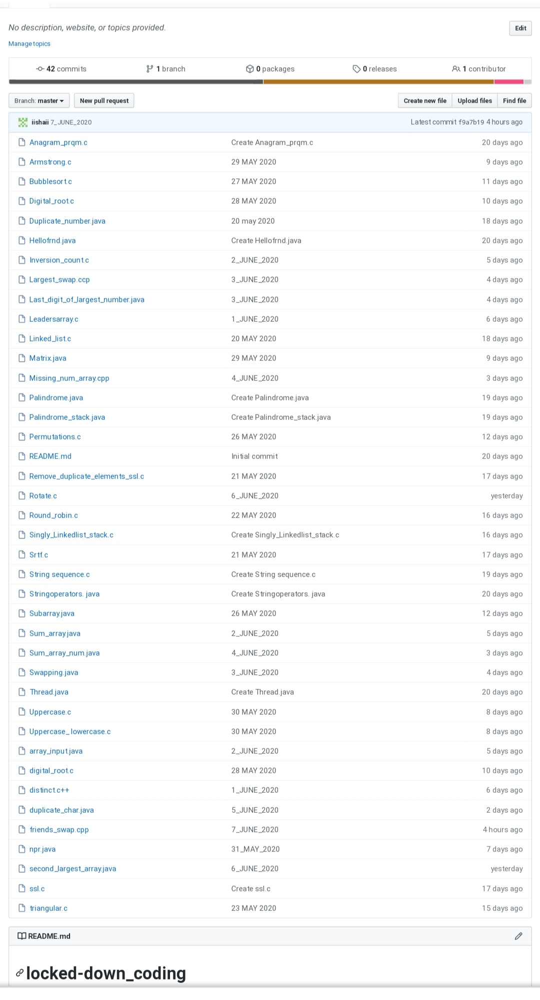 No description, website, or topics provided.
Edit
Manage topics
42 commits 1 branch 0 packages 0 releases 1 contributor
Branch: master New pull request Create new file Upload files Find file
iishaii 7_JUNE_2020 Latest commit f9a7b19 4 hours ago
Anagram_prqm.c Create Anagram_prqm.c 20 days ago
Armstrong.c 29 MAY 2020 9 days ago
Bubblesort.c 27 MAY 2020 11 days ago
Digital_root.c 28 MAY 2020 10 days ago
Duplicate_number.java 20 may 2020 18 days ago
Hellofrnd.java Create Hellofrnd.java 20 days ago
Inversion_count.c 2_JUNE_2020 5 days ago
Largest_swap.ccp 3_JUNE_2020 4 days ago
Last_digit_of_largest_number.java 3_JUNE_2020 4 days ago
Leadersarray.c 1_JUNE_2020 6 days ago
Linked_list.c 20 MAY 2020 18 days ago
Matrix.java 29 MAY 2020 9 days ago
Missing_num_array.cpp 4_JUNE_2020 3 days ago
Palindrome.java Create Palindrome.java 19 days ago
Palindrome_stack.java Create Palindrome_stack.java 19 days ago
Permutations.c 26 MAY 2020 12 days ago
README.md Initial commit 20 days ago
Remove_duplicate_elements_ssl.c 21 MAY 2020 17 days ago
Rotate.c 6_JUNE_2020 yesterday
Round_robin.c 22 MAY 2020 16 days ago
Singly_Linkedlist_stack.c Create Singly_Linkedlist_stack.c 16 days ago
Srtf.c 21 MAY 2020 17 days ago
String sequence.c Create String sequence.c 19 days ago
Stringoperators. java Create Stringoperators. java 20 days ago
Subarray.java 26 MAY 2020 12 days ago
Sum_array.java 2_JUNE_2020 5 days ago
Sum_array_num.java 4_JUNE_2020 3 days ago
Swapping.java 3_JUNE_2020 4 days ago
Thread.java Create Thread.java 20 days ago
Uppercase.c 30 MAY 2020 8 days ago
Uppercase_ lowercase.c 30 MAY 2020 8 days ago
array_input.java 2_JUNE_2020 5 days ago
digital_root.c 28 MAY 2020 10 days ago
distinct.c++ 1_JUNE_2020 6 days ago
duplicate_char.java 5_JUNE_2020 2 days ago
friends_swap.cpp 7_JUNE_2020 4 hours ago
npr.java 31_MAY_2020 7 days ago
second_largest_array.java 6_JUNE_2020 yesterday
ssl.c Create ssl.c 17 days ago
triangular.c 23 MAY 2020 15 days ago
README.md
locked-down_coding